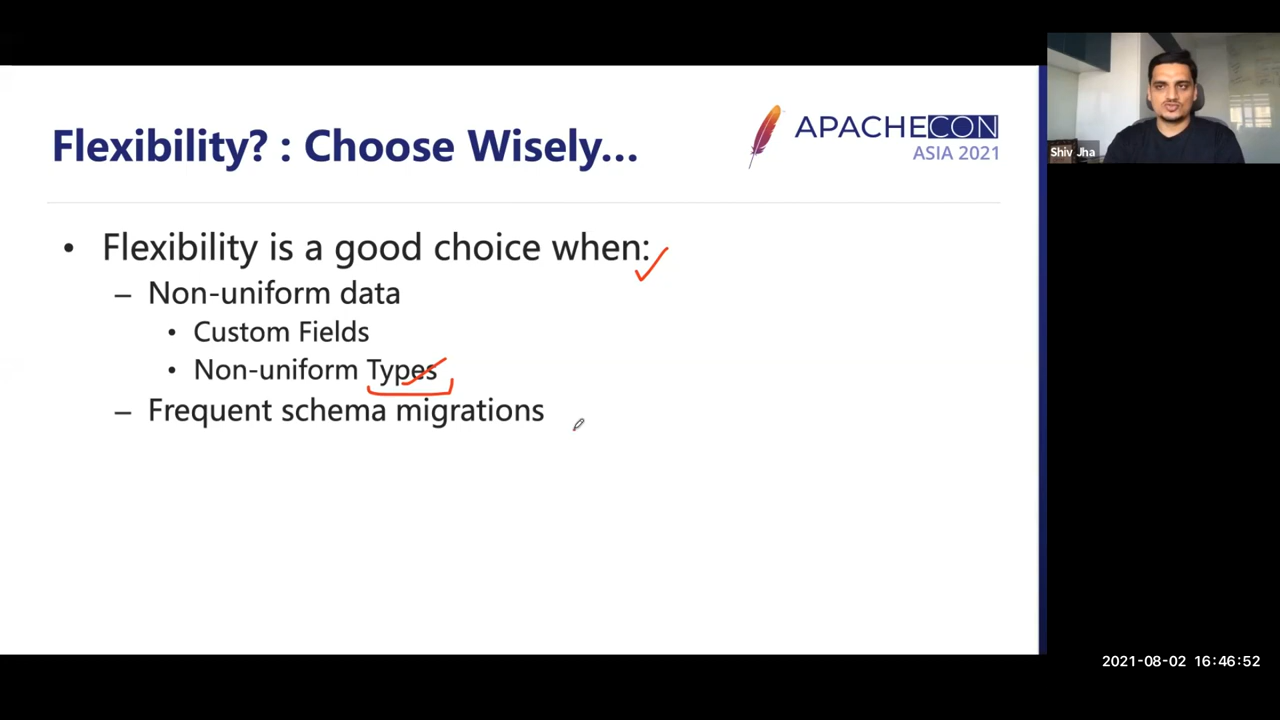 Flexibility? : Choose Wisely...
APACHECON
ASIA 2021
Shiv Jha
• Flexibility is a good choice when:
– Non-uniform data
• Custom Fields
• Non-uniform Types
– Frequent schema migrations
2021-08-02 16:46:52